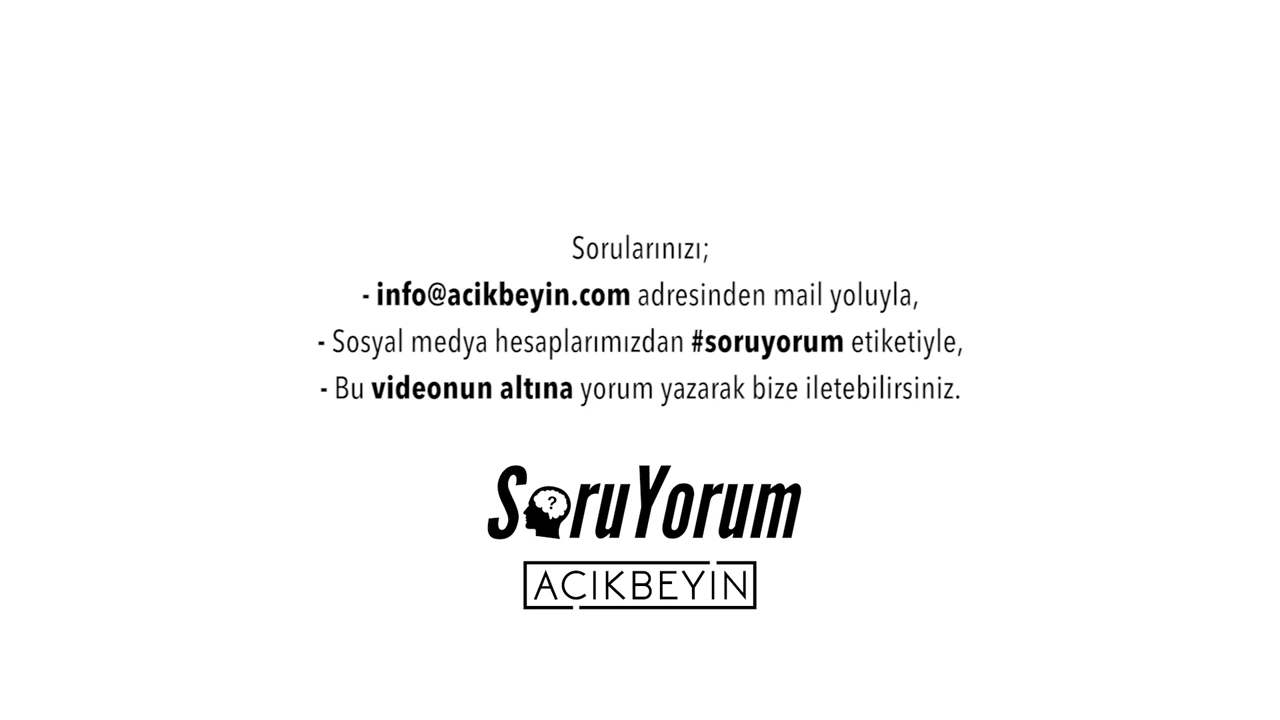 Sorularınızı;
- info@acikbeyin.com adresinden mail yoluyla,
- Sosyal medya hesaplarımızdan #soruyorum etiketiyle,
- Bu videonun altına yorum yazarak bize iletebilirsiniz.
SoruYorum
AÇIKBEYİN